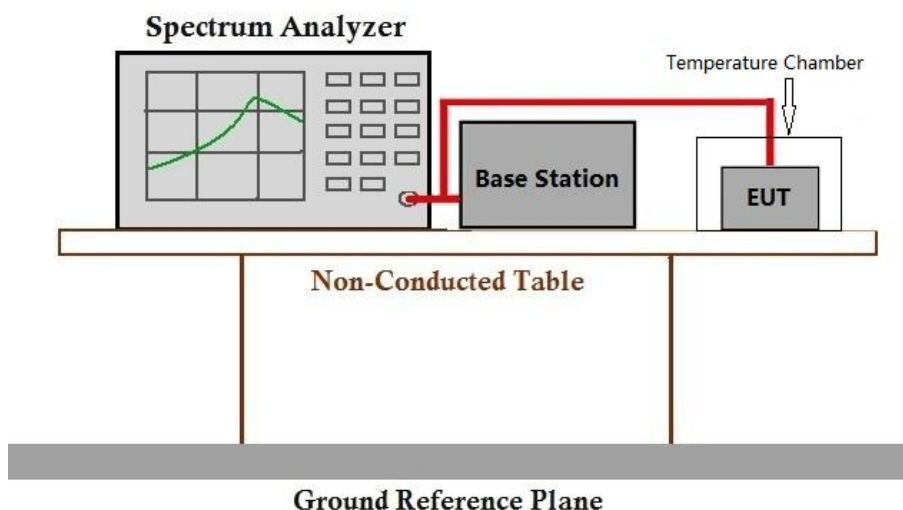 Spectrum Analyzer
Temperature Chamber
Base Station
EUT
Non-Conducted Table
Ground Reference Plane